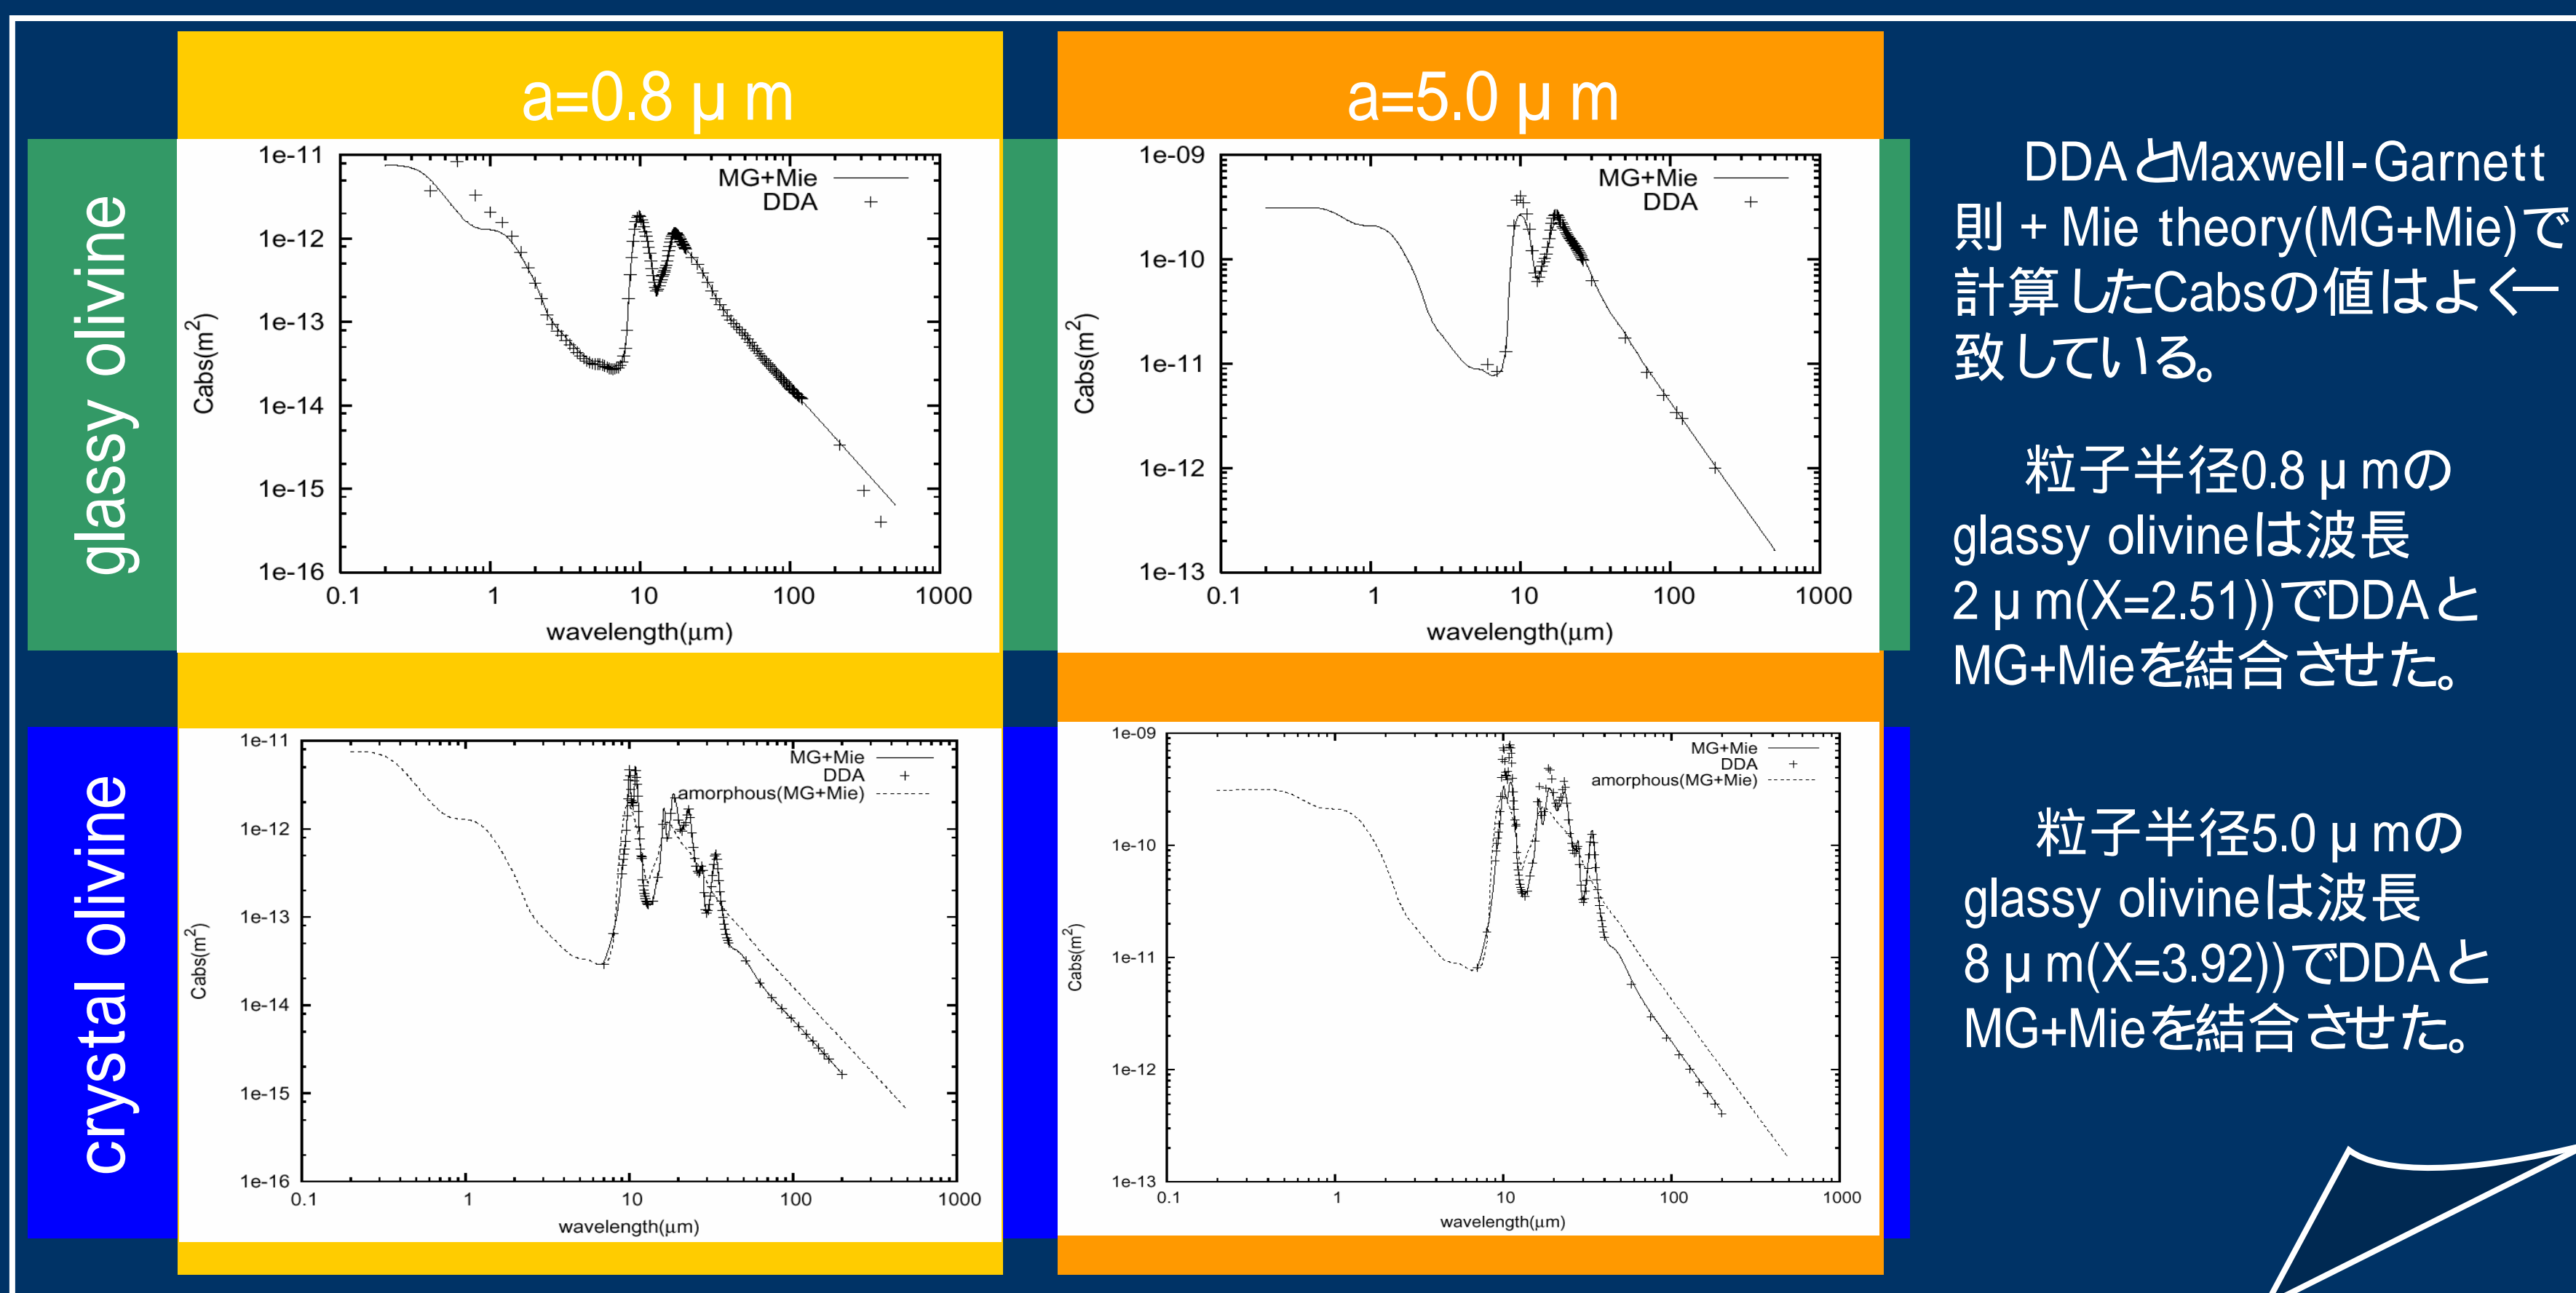 a=0.8 μ m
a=5.0 μ m
glassy olivine
1e-11
1e-12
1e-13
1e-14
1e-15
1e-16
Cabs(m²)
MG+Mie
DDA
0.1 1 10 100 1000
wavelength(μm)
1e-09
1e-10
1e-11
1e-12
1e-13
Cabs(m²)
MG+Mie
DDA
0.1 1 10 100 1000
wavelength(μm)
crystal olivine
1e-11
1e-12
1e-13
1e-14
1e-15
1e-16
Cabs(m²)
MG+Mie
DDA
amorphous(MG+Mie)
0.1 1 10 100 1000
wavelength(μm)
1e-09
1e-10
1e-11
1e-12
1e-13
Cabs(m²)
MG+Mie
DDA
amorphous(MG+Mie)
0.1 1 10 100 1000
wavelength(μm)
DDAとMaxwell-Garnett
則 + Mie theory(MG+Mie)で
計算したCabsの値はよく一
致している。
粒子半径0.8 μ mの
glassy olivineは波長
2 μ m(X=2.51))でDDAと
MG+Mieを結合させた。
粒子半径5.0 μ mの
glassy olivineは波長
8 μ m(X=3.92))でDDAと
MG+Mieを結合させた。